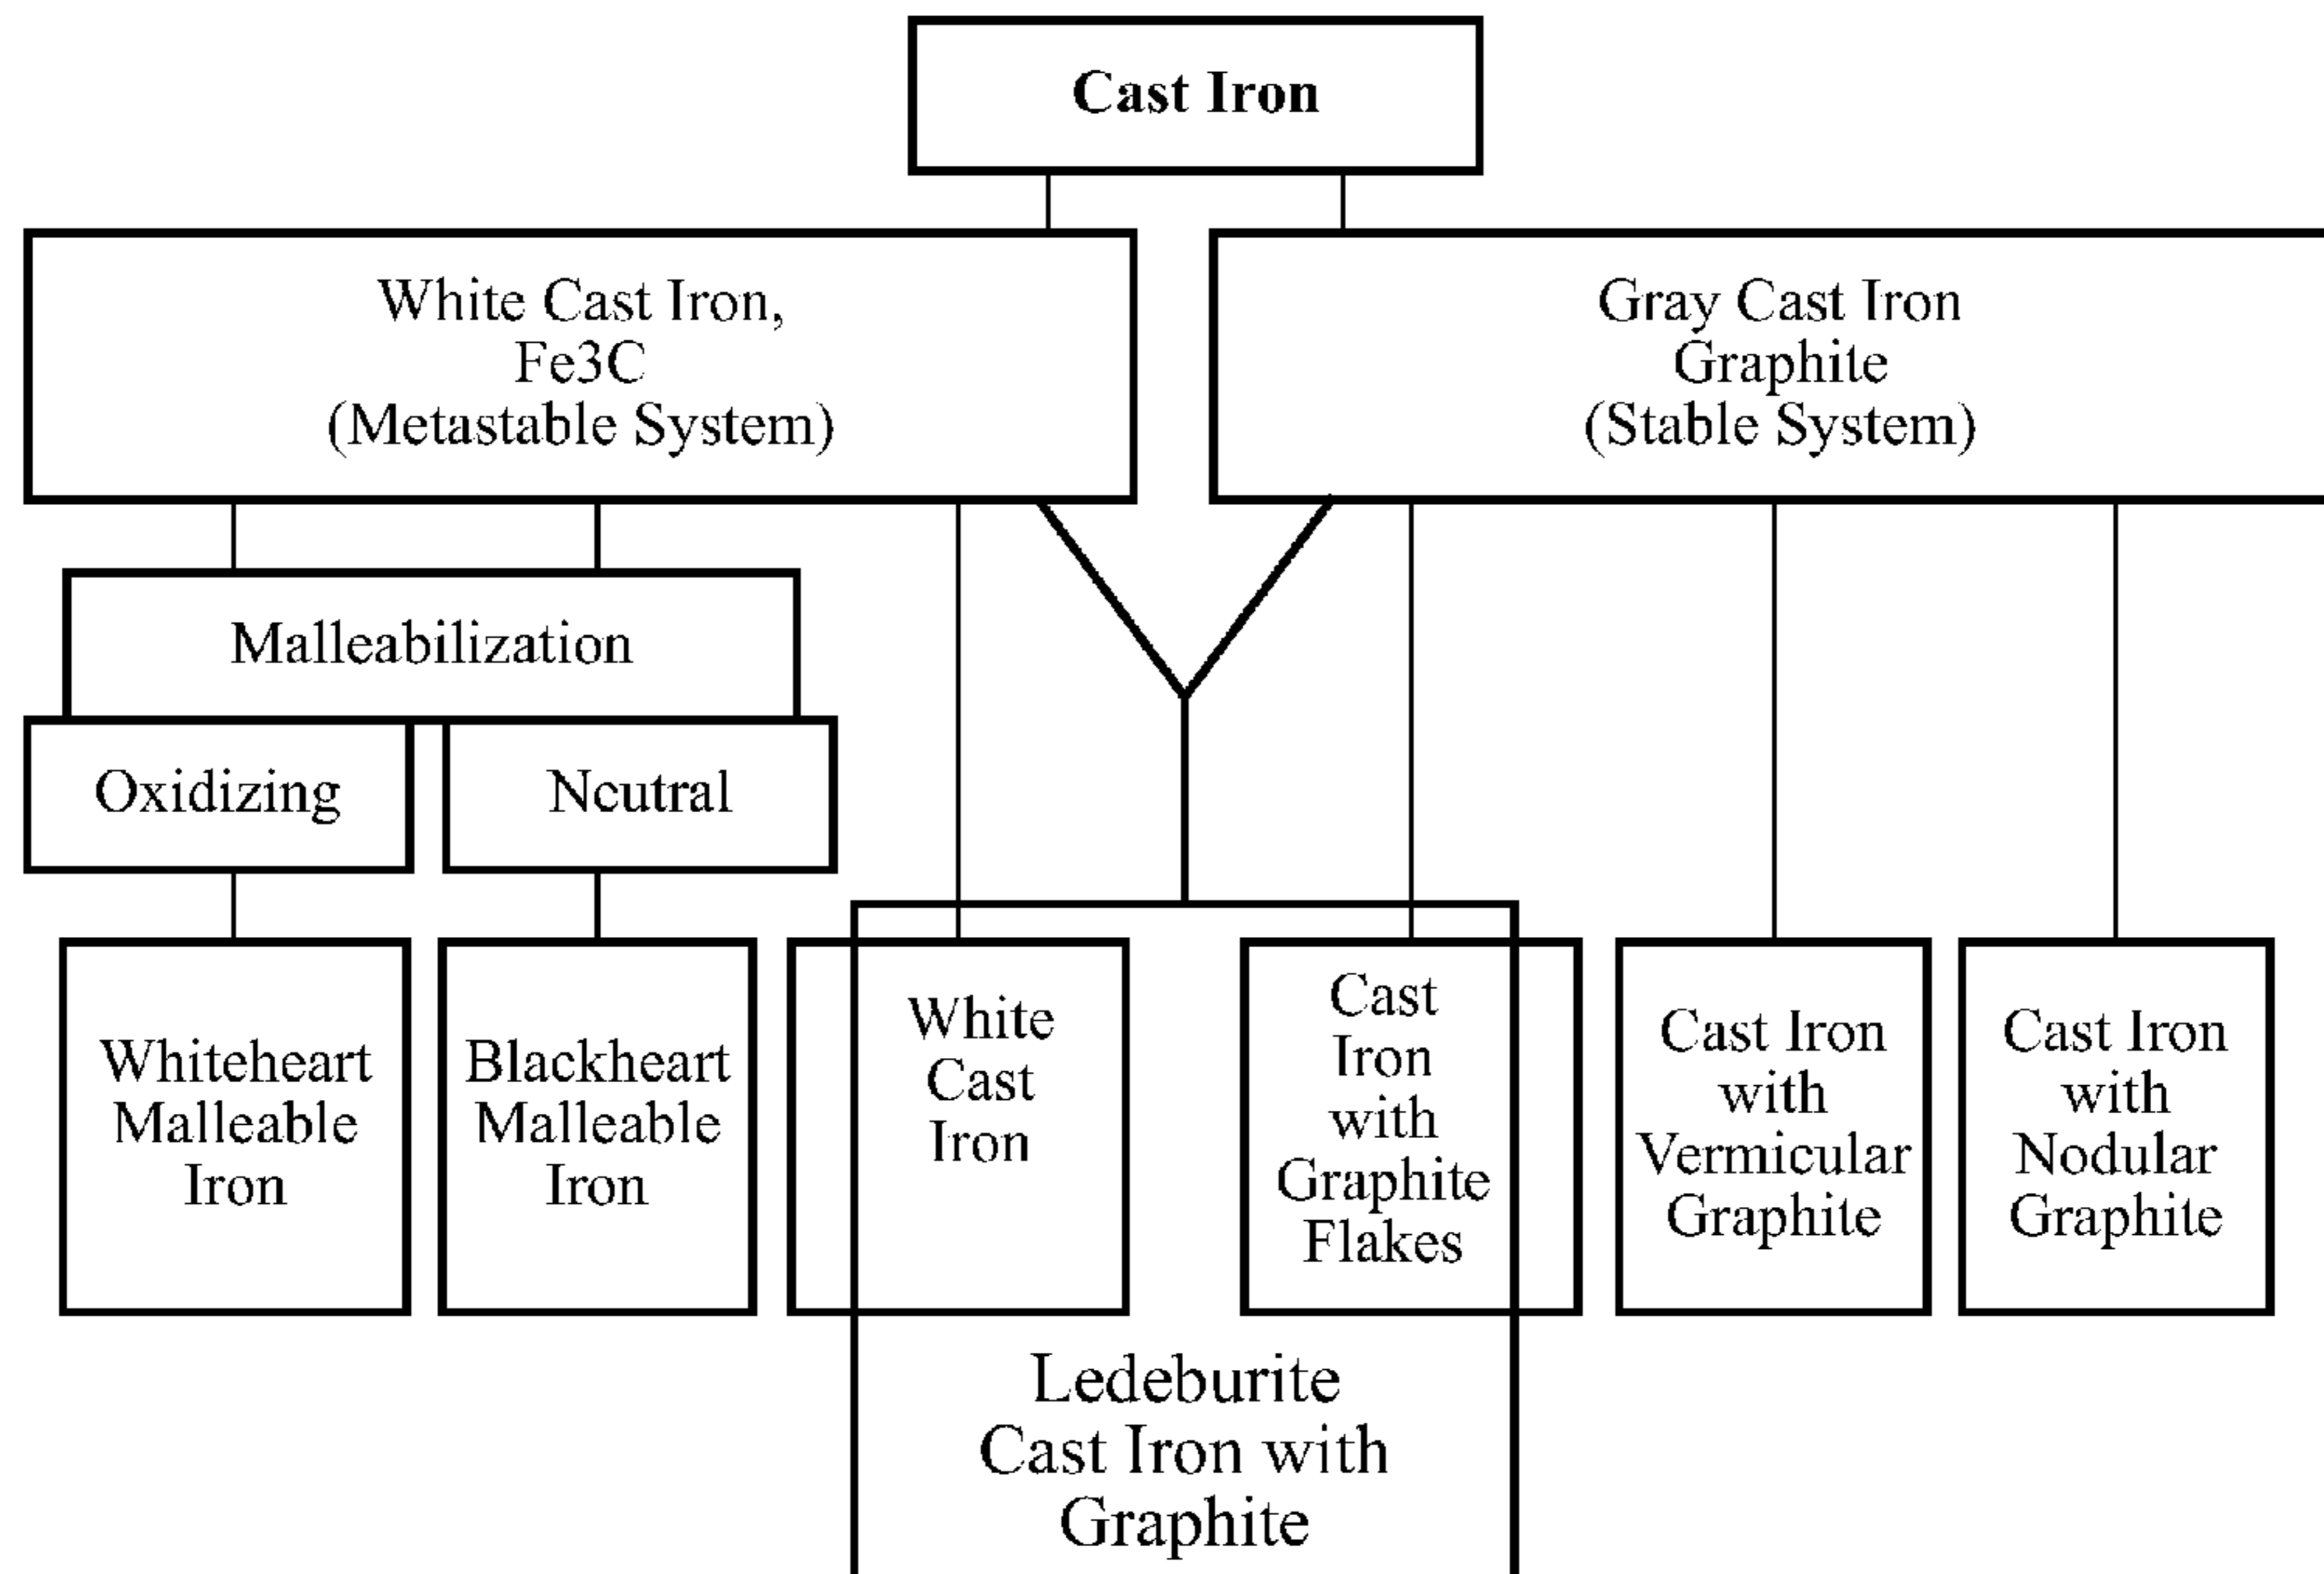 Cast Iron
White Cast Iron,
Fe3C
(Metastable System)
Gray Cast Iron
Graphite
(Stable System)
Malleabilization
Oxidizing
Neutral
Whiteheart
Malleable
Iron
Blackheart
Malleable
Iron
White
Cast
Iron
Cast
Iron
with
Graphite
Flakes
Cast Iron
with
Vermicular
Graphite
Cast Iron
with
Nodular
Graphite
Ledeburite
Cast Iron with
Graphite